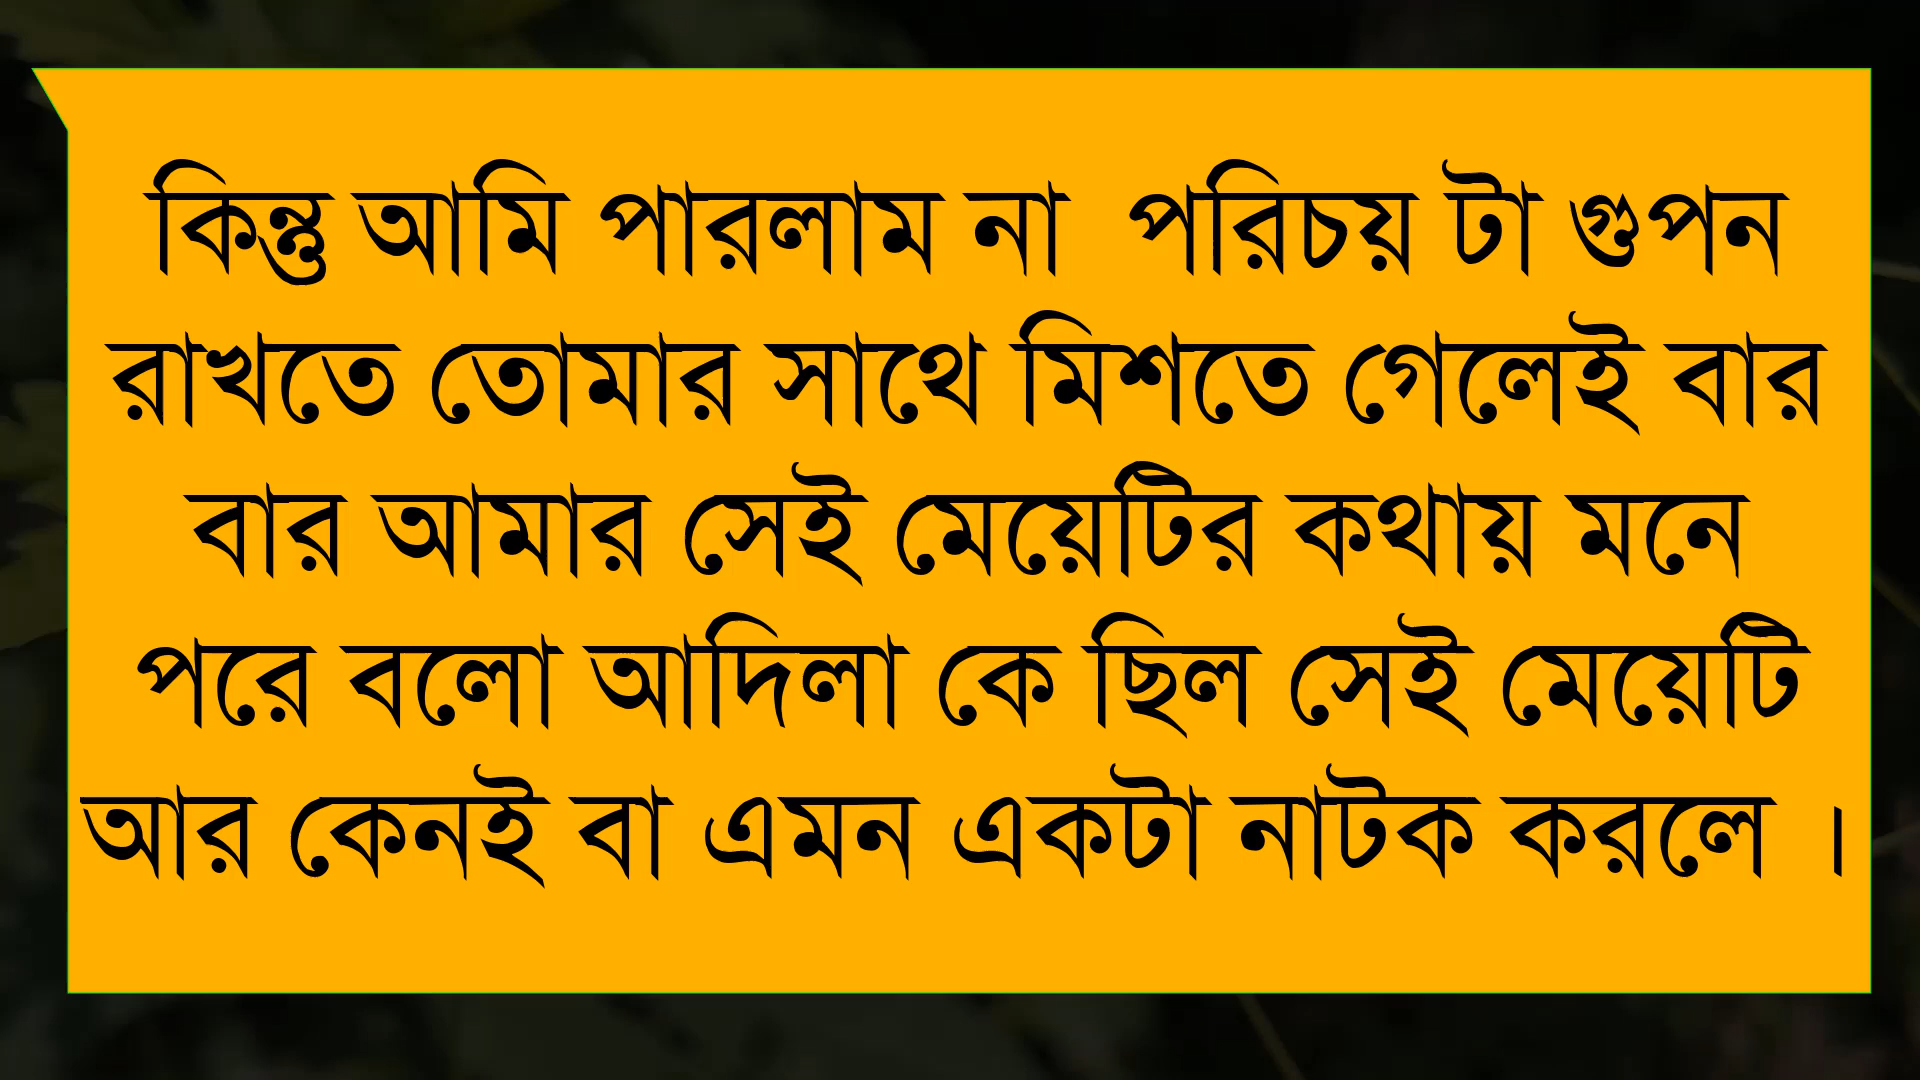 কিন্তু আমি পারলাম না পরিচয় টা গুপন
রাখতে তোমার সাথে মিশতে গেলেই বার
বার আমার সেই মেয়েটির কথায় মনে
পরে বলো আদিলা কে ছিল সেই মেয়েটি
আর কেনই বা এমন একটা নাটক করলে ।